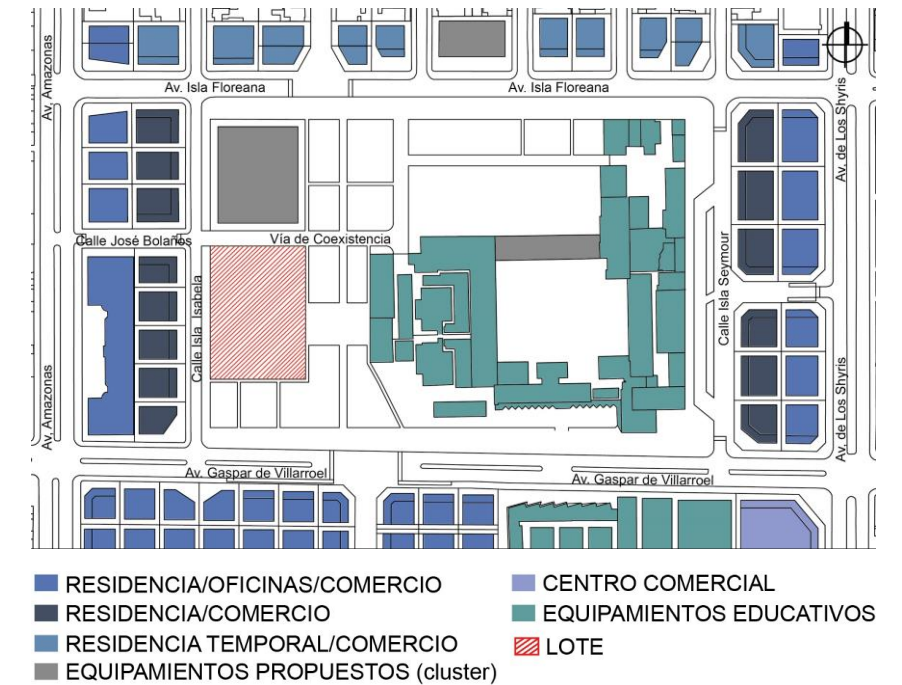 Av. Isla Floreana
Av. Isla Floreana
Av. Amazonas
Av. de Los Shyris
Calle José Bolaños
Vía de Coexistencia
Calle Isla Isabela
Calle Isla Seymour
Av. Amazonas
Av. de Los Shyris
Av. Gaspar de Villarroel
Av. Gaspar de Villarroel
RESIDENCIA/OFICINAS/COMERCIO
RESIDENCIA/COMERCIO
RESIDENCIA TEMPORAL/COMERCIO
EQUIPAMIENTOS PROPUESTOS (cluster)
CENTRO COMERCIAL
EQUIPAMIENTOS EDUCATIVOS
LOTE